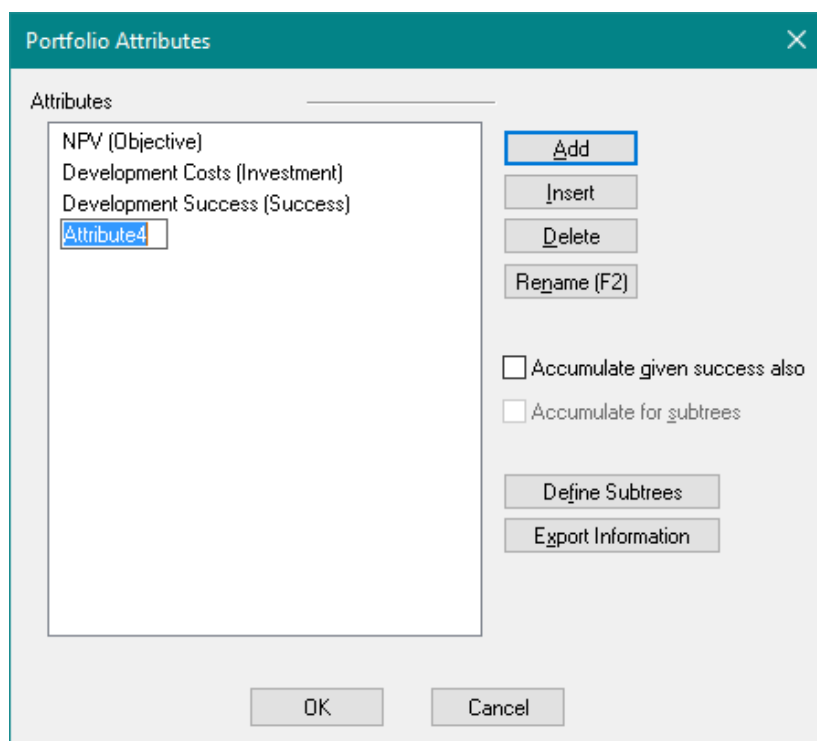 Portfolio Attributes
Attributes
NPV (Objective)
Development Costs (Investment)
Development Success (Success)
Attribute4
Add
Insert
Delete
Rename (F2)
Accumulate given success also
Accumulate for subtrees
Define Subtrees
Export Information
OK
Cancel